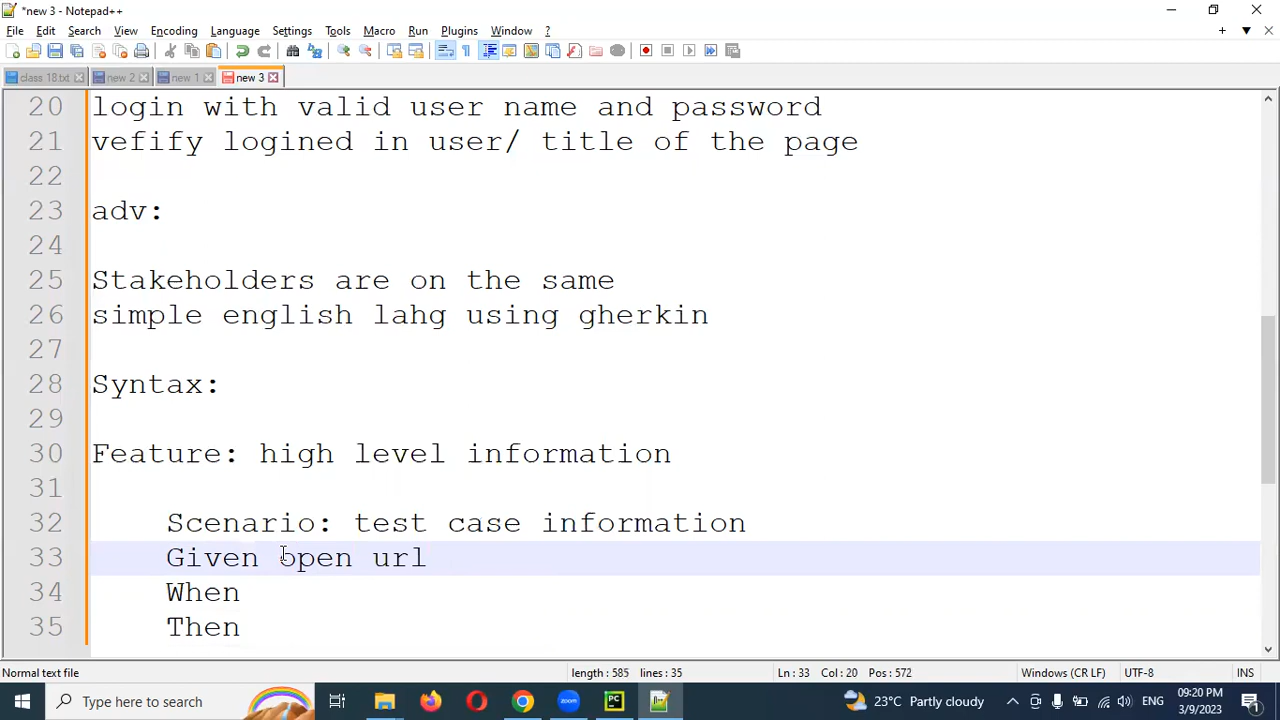 *new 3 - Notepad++
File Edit Search View Encoding Language Settings Tools Macro Run Plugins Window ?
class 18.txt new 2 new 1 new 3
20 login with valid user name and password
21 vefify logined in user/ title of the page
22
23 adv:
24
25 Stakeholders are on the same
26 simple english lahg using gherkin
27
28 Syntax:
29
30 Feature: high level information
31
32 Scenario: test case information
33 Given open url
34 When
35 Then
Normal text file length : 585 lines : 35 Ln : 33 Col : 20 Pos : 572 Windows (CR LF) UTF-8 INS
Type here to search 23°C Partly cloudy ENG 09:20 PM
3/9/2023